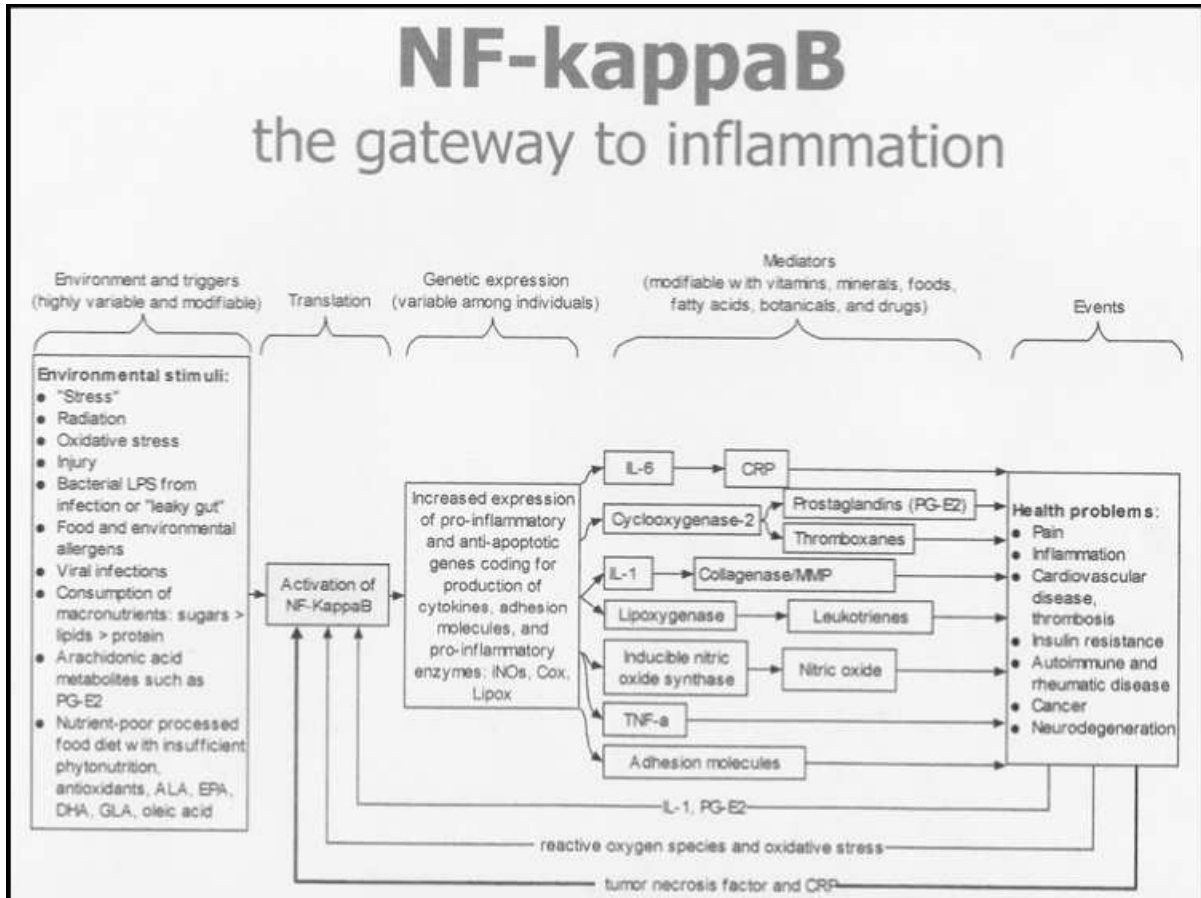 NF-kappaB
the gateway to inflammation
Environment and triggers
(highly variable and modifiable)
Translation
Genetic expression
(variable among individuals)
Mediators
(modifiable with vitamins, minerals, foods,
fatty acids, botanicals, and drugs)
Events
Environmental stimuli:
● "Stress"
● Radiation
● Oxidative stress
● Injury
● Bacterial LPS from
infection or "leaky gut"
● Food and environmental
allergens
● Viral infections
● Consumption of
macronutrients: sugars >
lipids > protein
● Arachidonic acid
metabolites such as
PG-E2
● Nutrient-poor processed
food diet with insufficient
phytonutrition,
antioxidants, ALA, EPA,
DHA, GLA, oleic acid
Activation of
NF-KappaB
Increased expression
of pro-inflammatory
and anti-apoptotic
genes coding for
production of
cytokines, adhesion
molecules, and
pro-inflammatory
enzymes: iNOs, Cox,
Lipox
IL-6
CRP
Cyclooxygenase-2
Prostaglandins (PG-E2)
Thromboxanes
IL-1
Collagenase/MMP
Lipoxygenase
Leukotrienes
Inducible nitric
oxide synthase
Nitric oxide
TNF-a
Adhesion molecules
Health problems:
● Pain
● Inflammation
● Cardiovascular
disease,
thrombosis
● Insulin resistance
● Autoimmune and
rheumatic disease
● Cancer
● Neurodegeneration
IL-1, PG-E2
reactive oxygen species and oxidative stress
tumor necrosis factor and CRP